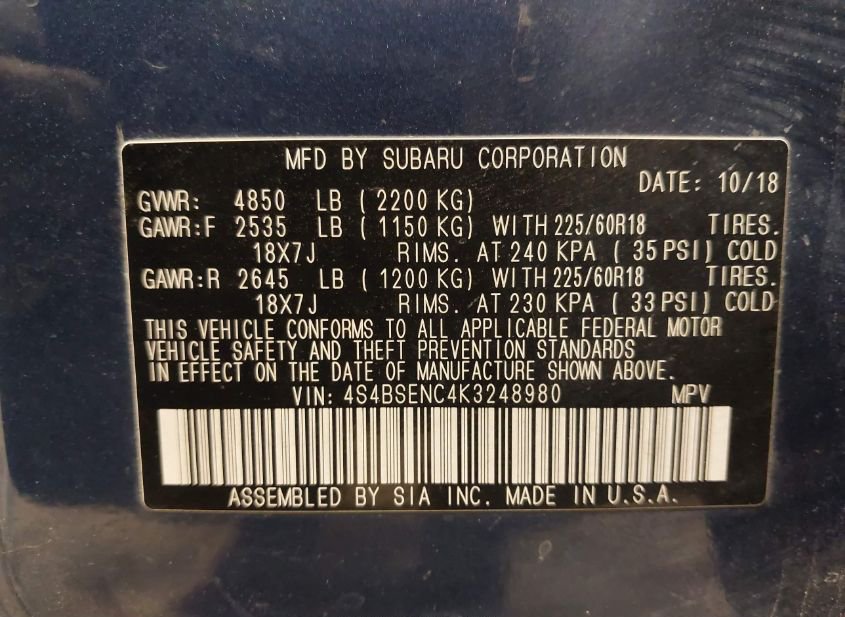 MFD BY SUBARU CORPORATION
DATE: 10/18
GVWR: 4850 LB ( 2200 KG)
GAWR:F 2535 LB ( 1150 KG) WITH 225/60R18 TIRES.
18X7J RIMS. AT 240 KPA ( 35 PSI) COLD
GAWR:R 2645 LB ( 1200 KG) WITH 225/60R18 TIRES.
18X7J RIMS. AT 230 KPA ( 33 PSI) COLD
THIS VEHICLE CONFORMS TO ALL APPLICABLE FEDERAL MOTOR
VEHICLE SAFETY AND THEFT PREVENTION STANDARDS
IN EFFECT ON THE DATE OF MANUFACTURE SHOWN ABOVE.
VIN: 4S4BSENC4K3248980 MPV
ASSEMBLED BY SIA INC. MADE IN U.S.A.